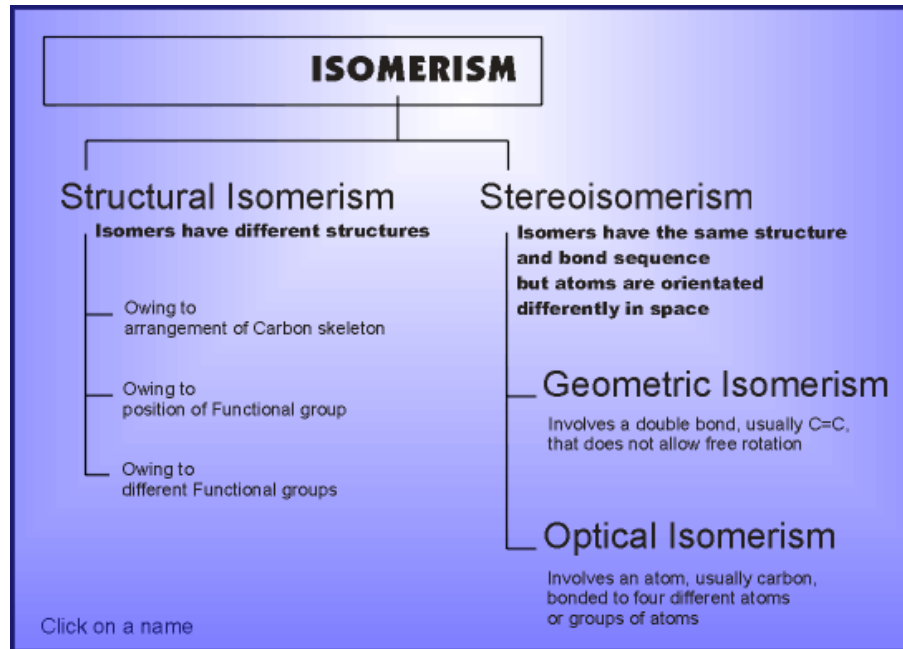 ISOMERISM
Structural Isomerism
Isomers have different structures
Owing to
arrangement of Carbon skeleton
Owing to
position of Functional group
Owing to
different Functional groups
Stereoisomerism
Isomers have the same structure
and bond sequence
but atoms are orientated
differently in space
Geometric Isomerism
Involves a double bond, usually C=C,
that does not allow free rotation
Optical Isomerism
Involves an atom, usually carbon,
bonded to four different atoms
or groups of atoms
Click on a name